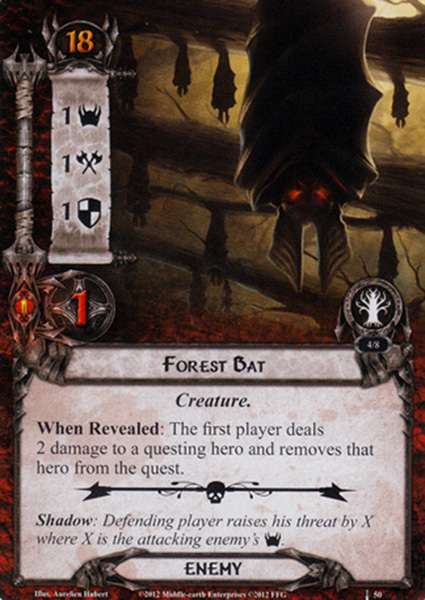 18
1
1
1
1
4/8
Forest Bat
Creature.
When Revealed: The first player deals
2 damage to a questing hero and removes that
hero from the quest.
Shadow: Defending player raises his threat by X
where X is the attacking enemy's .
ENEMY
Illus. Aurelien Hubert ©2012 Middle-earth Enterprises ©2012 FFG 50